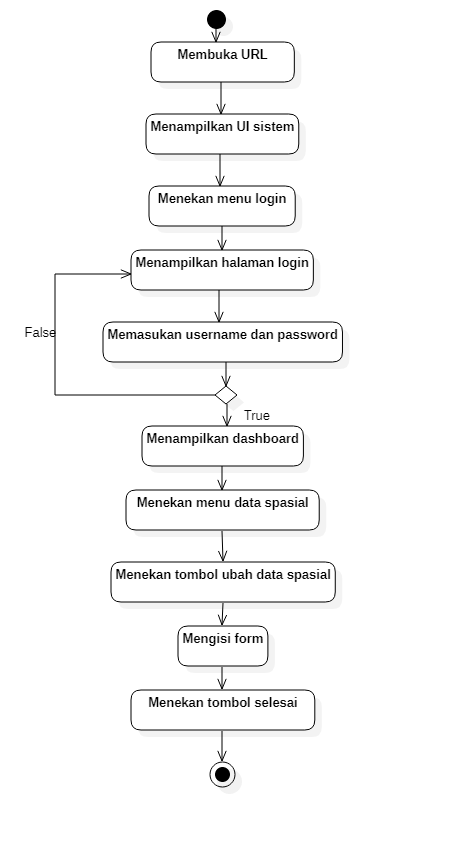 Membuka URL
Menampilkan UI sistem
Menekan menu login
Menampilkan halaman login
False
Memasukan username dan password
True
Menampilkan dashboard
Menekan menu data spasial
Menekan tombol ubah data spasial
Mengisi form
Menekan tombol selesai